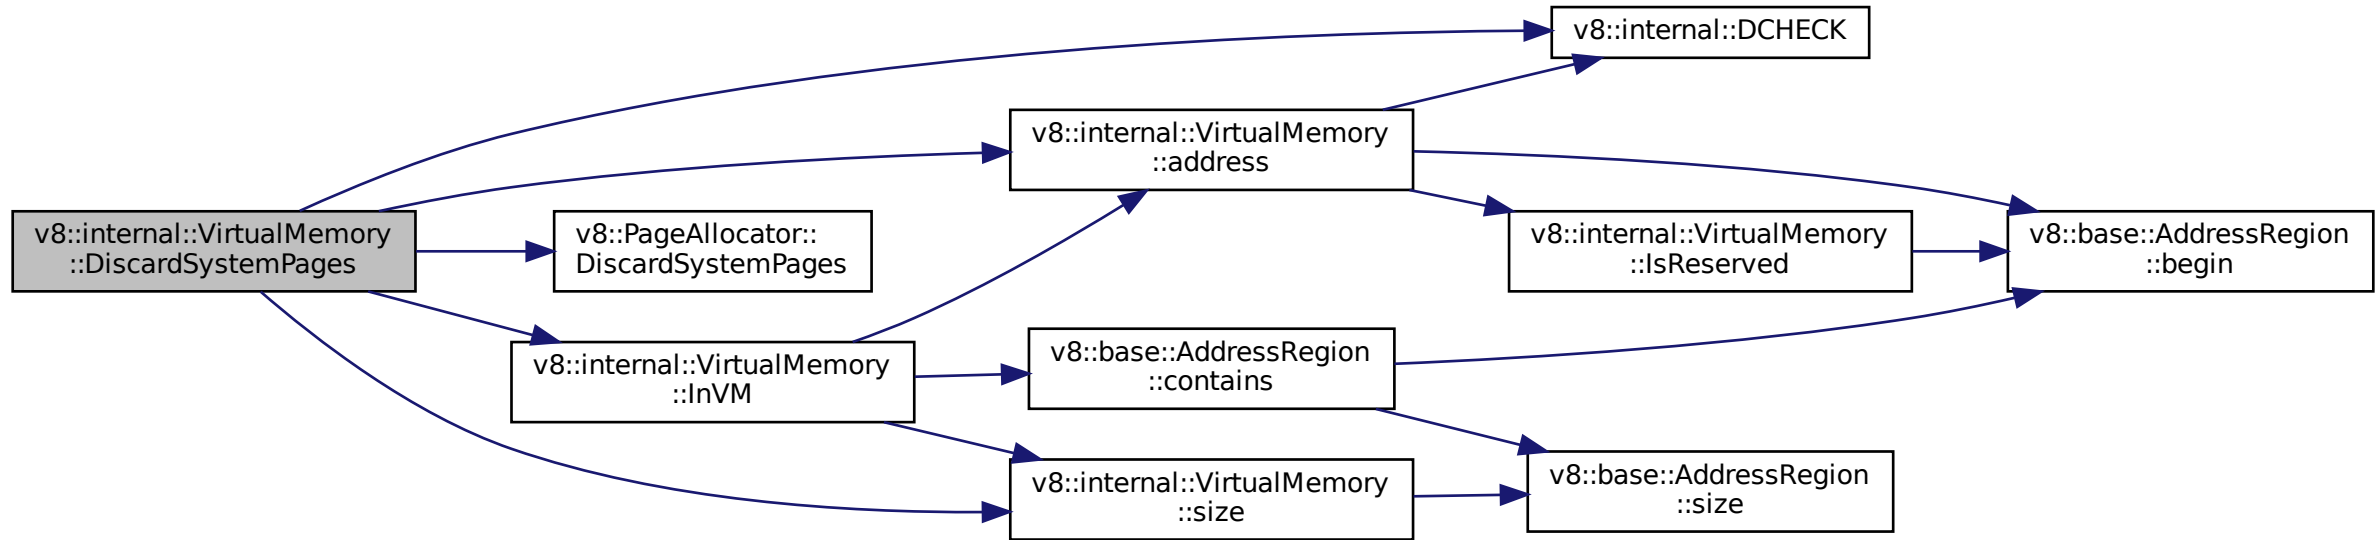 v8::internal::VirtualMemory
::DiscardSystemPages
v8::PageAllocator::
DiscardSystemPages
v8::internal::VirtualMemory
::InVM
v8::internal::VirtualMemory
::address
v8::base::AddressRegion
::contains
v8::internal::VirtualMemory
::size
v8::internal::DCHECK
v8::internal::VirtualMemory
::IsReserved
v8::base::AddressRegion
::size
v8::base::AddressRegion
::begin